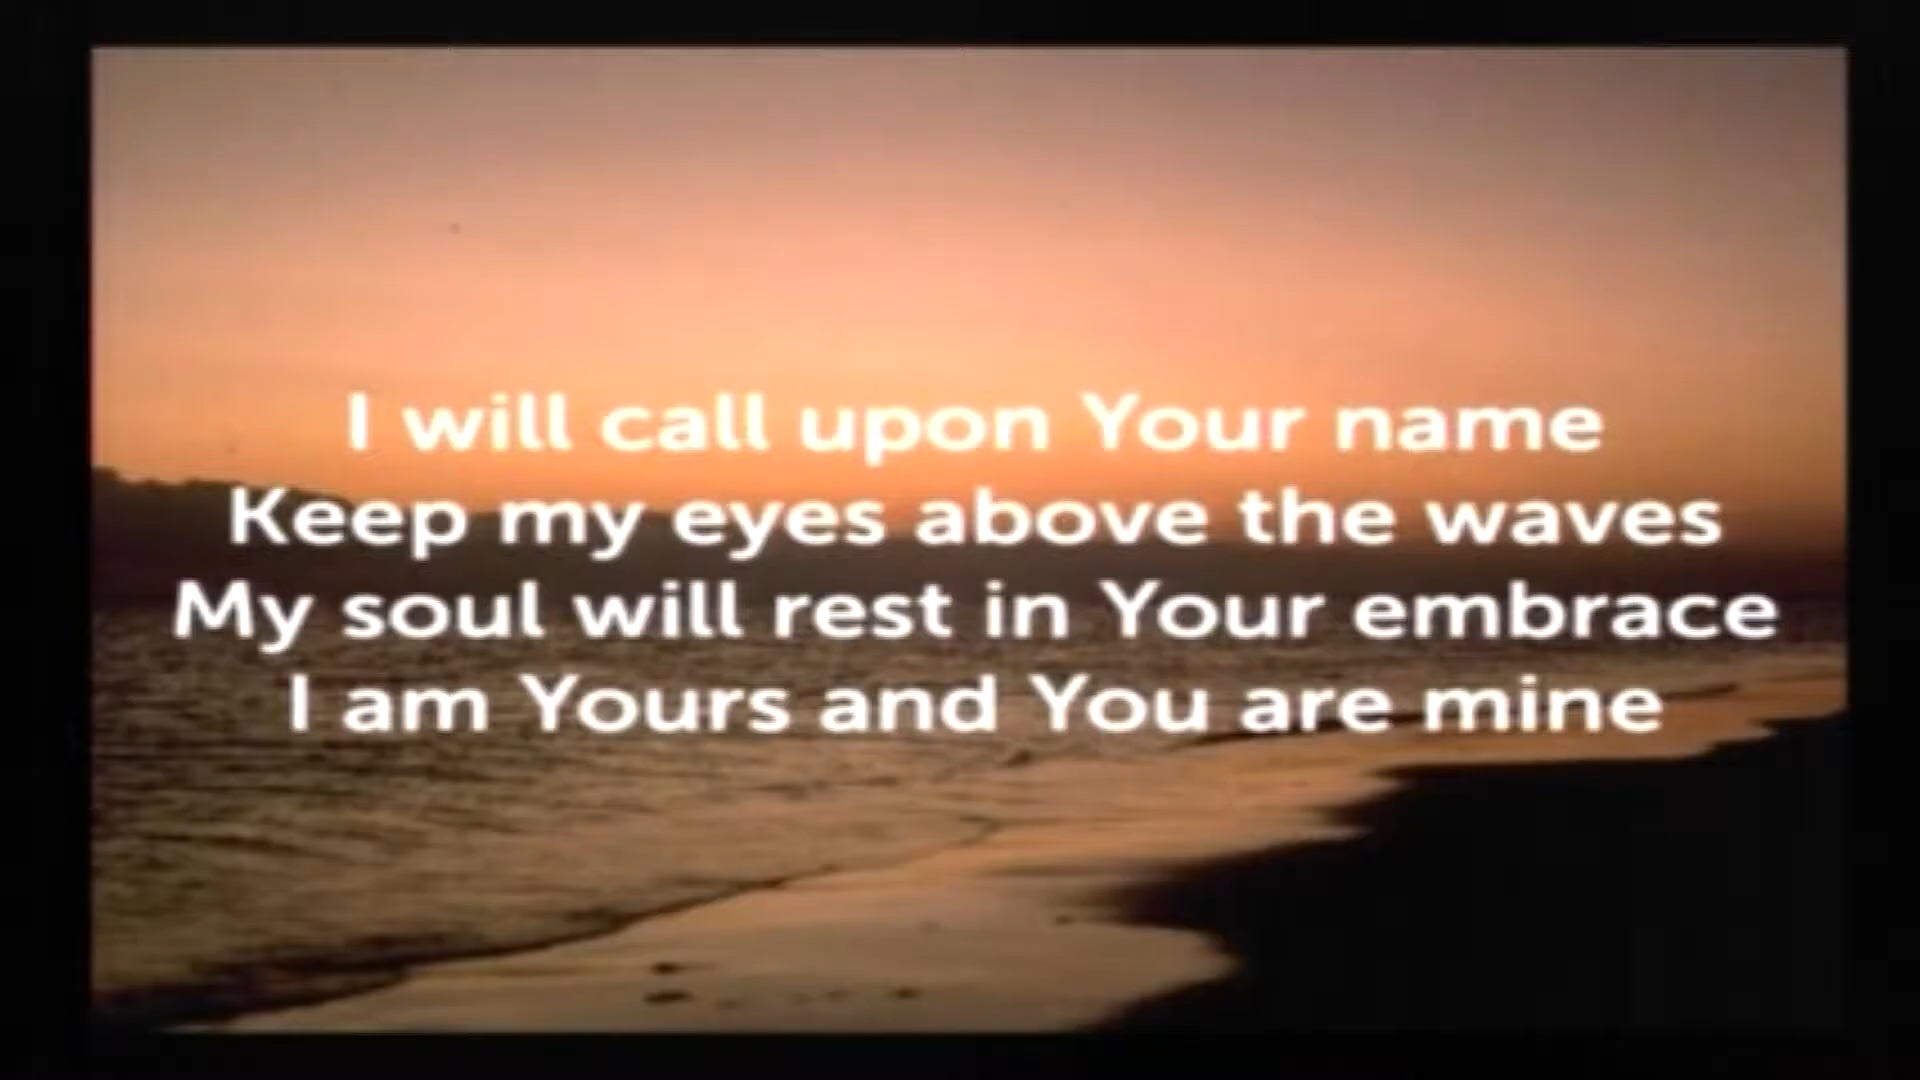 I will call upon Your name
Keep my eyes above the waves
My soul will rest in Your embrace
I am Yours and You are mine